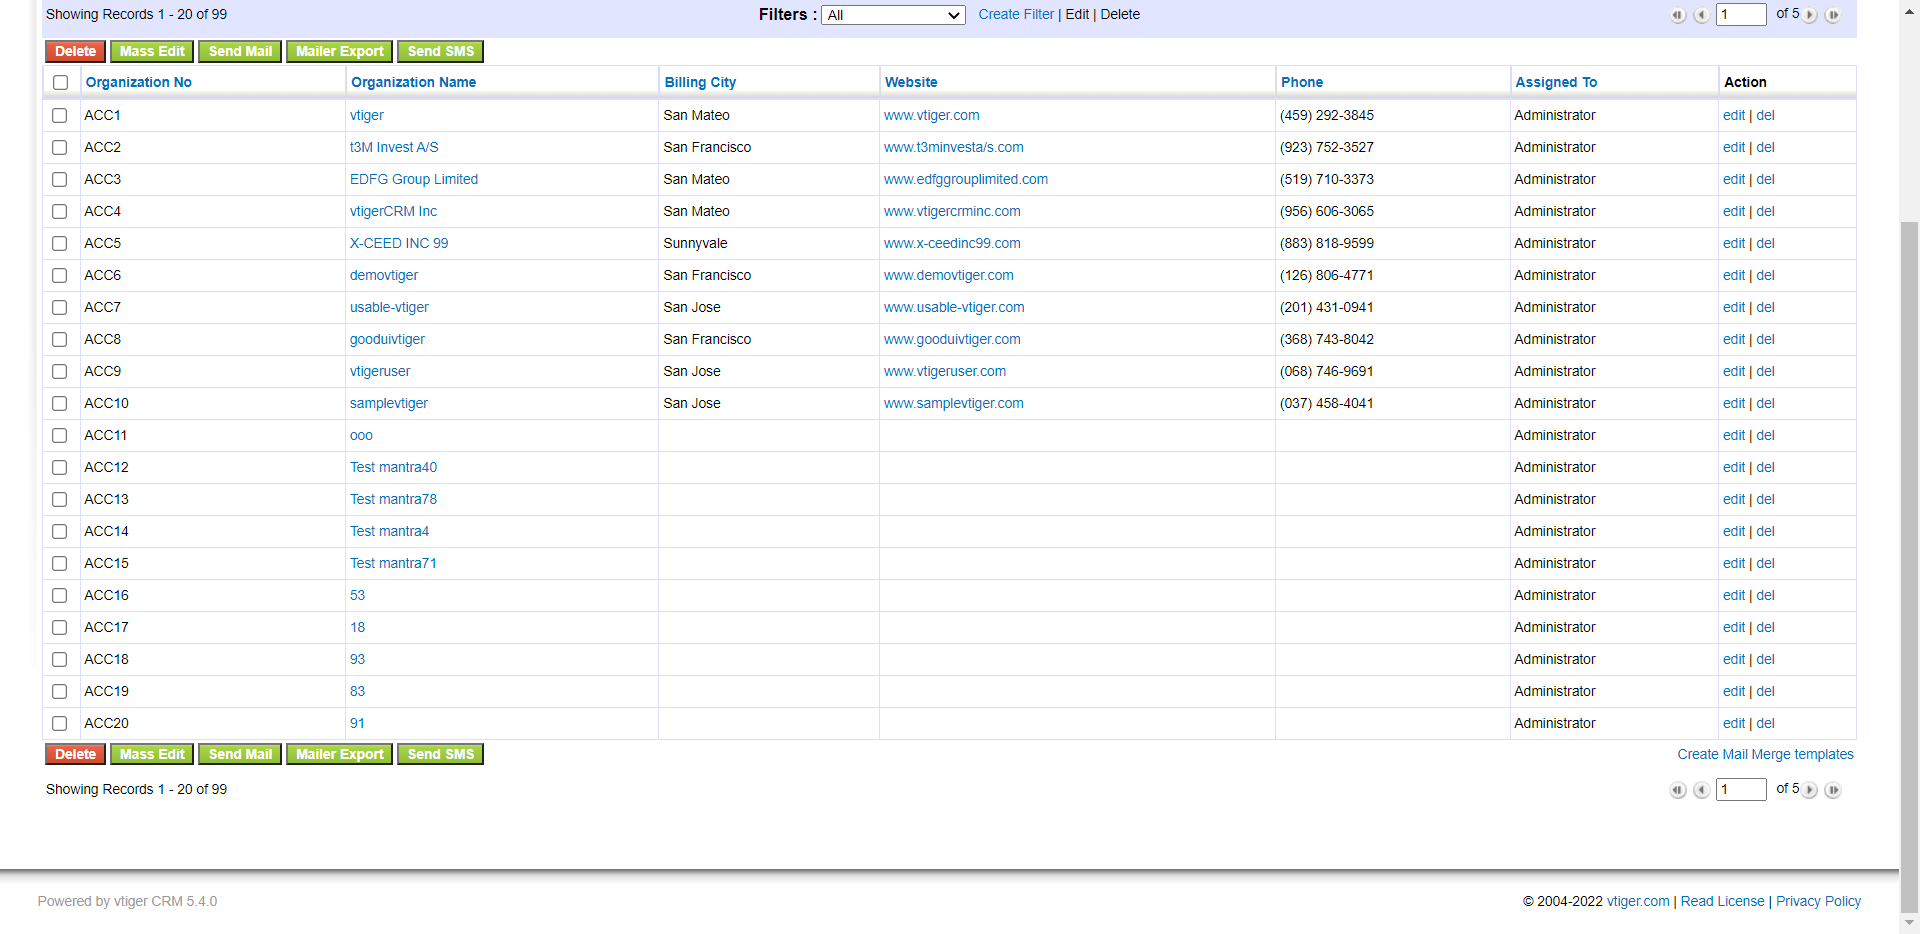 Showing Records 1 - 20 of 99 Filters : All Create Filter | Edit | Delete 1 of 5
Delete Mass Edit Send Mail Mailer Export Send SMS
Organization No Organization Name Billing City Website Phone Assigned To Action
ACC1 vtiger San Mateo www.vtiger.com (459) 292-3845 Administrator edit | del
ACC2 t3M Invest A/S San Francisco www.t3minvesta/s.com (923) 752-3527 Administrator edit | del
ACC3 EDFG Group Limited San Mateo www.edfggrouplimited.com (519) 710-3373 Administrator edit | del
ACC4 vtigerCRM Inc San Mateo www.vtigercrminc.com (956) 606-3065 Administrator edit | del
ACC5 X-CEED INC 99 Sunnyvale www.x-ceedinc99.com (883) 818-9599 Administrator edit | del
ACC6 demovtiger San Francisco www.demovtiger.com (126) 806-4771 Administrator edit | del
ACC7 usable-vtiger San Jose www.usable-vtiger.com (201) 431-0941 Administrator edit | del
ACC8 gooduivtiger San Francisco www.gooduivtiger.com (368) 743-8042 Administrator edit | del
ACC9 vtigeruser San Jose www.vtigeruser.com (068) 746-9691 Administrator edit | del
ACC10 samplevtiger San Jose www.samplevtiger.com (037) 458-4041 Administrator edit | del
ACC11 ooo Administrator edit | del
ACC12 Test mantra40 Administrator edit | del
ACC13 Test mantra78 Administrator edit | del
ACC14 Test mantra4 Administrator edit | del
ACC15 Test mantra71 Administrator edit | del
ACC16 53 Administrator edit | del
ACC17 18 Administrator edit | del
ACC18 93 Administrator edit | del
ACC19 83 Administrator edit | del
ACC20 91 Administrator edit | del
Delete Mass Edit Send Mail Mailer Export Send SMS Create Mail Merge templates
Showing Records 1 - 20 of 99 1 of 5
Powered by vtiger CRM 5.4.0 © 2004-2022 vtiger.com | Read License | Privacy Policy